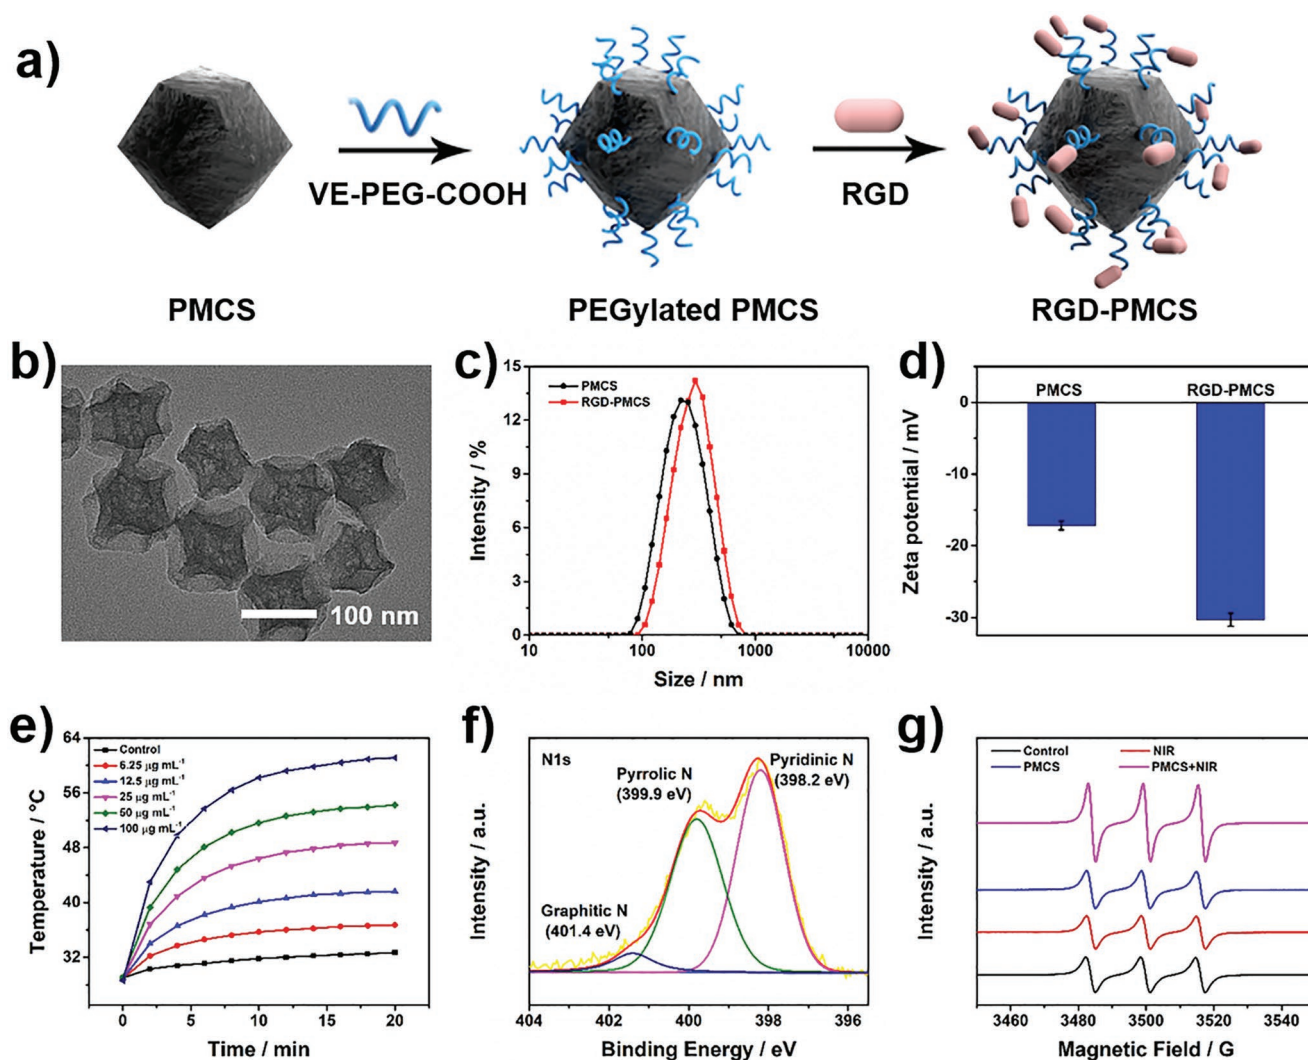 a)
VE-PEG-COOH
RGD
PMCS
PEGylated PMCS
RGD-PMCS
b)
100 nm
c)
15
12
9
6
3
0
PMCS
RGD-PMCS
10
100
1000
10000
Intensity / %
Size / nm
d)
PMCS
RGD-PMCS
0
-10
-20
-30
Zeta potential / mV
e)
64
56
48
40
32
Control
6.25 μg mL⁻¹
12.5 μg mL⁻¹
25 μg mL⁻¹
50 μg mL⁻¹
100 μg mL⁻¹
0
5
10
15
20
Temperature / °C
Time / min
f)
N1s
Pyrrolic N
(399.9 eV)
Pyridinic N
(398.2 eV)
Graphitic N
(401.4 eV)
404
402
400
398
396
Intensity / a.u.
Binding Energy / eV
g)
Control
NIR
PMCS
PMCS+NIR
3460
3480
3500
3520
3540
Intensity / a.u.
Magnetic Field / G